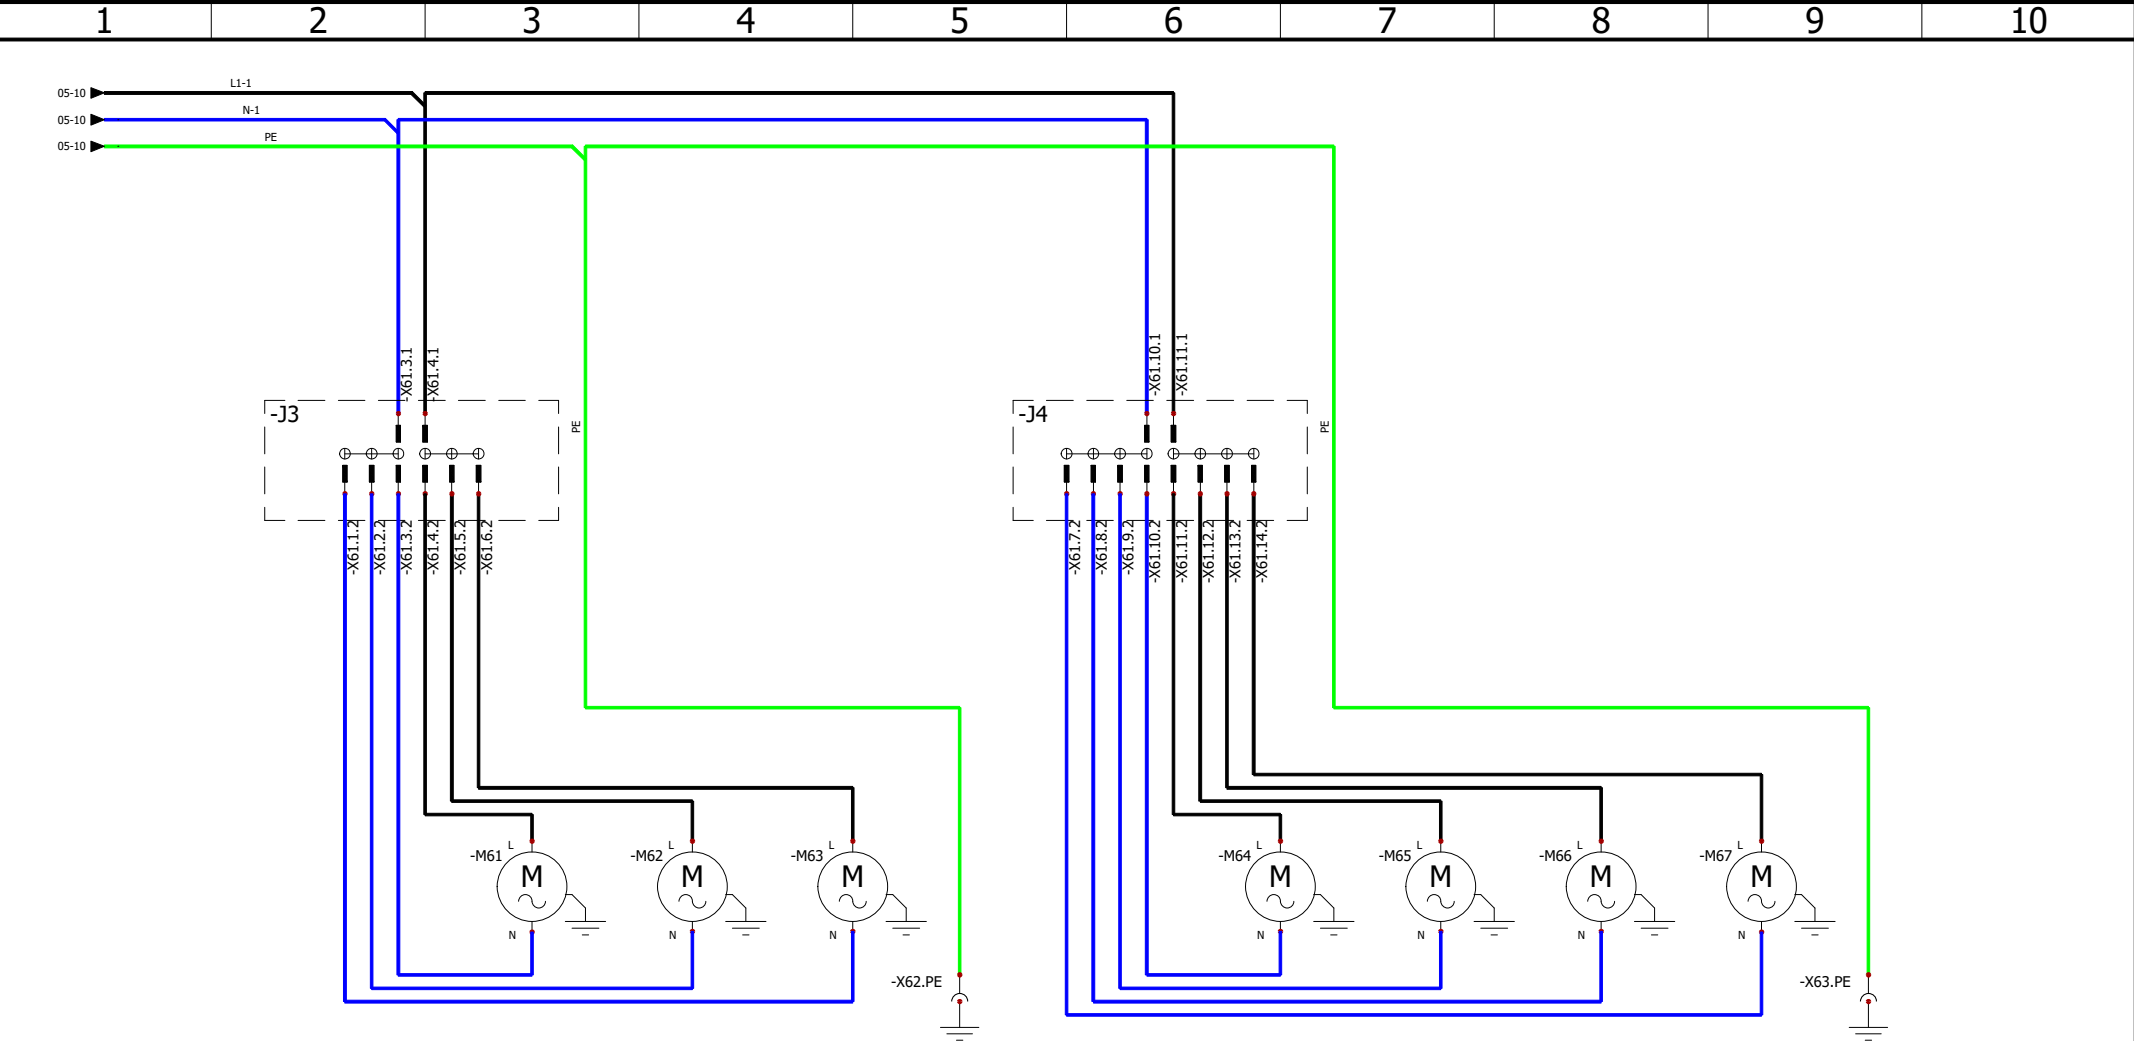 1 2 3 4 5 6 7 8 9 10
05-10 L1-1
05-10 N-1
05-10 PE
-X61.3.1 -X61.4.1 -X61.10.1 -X61.11.1
-J3 PE -J4 PE
-X61.1.2 -X61.2.2 -X61.3.2 -X61.4.2 -X61.5.2 -X61.6.2 -X61.7.2 -X61.8.2 -X61.9.2 -X61.10.2 -X61.11.2 -X61.12.2 -X61.13.2 -X61.14.2
L L L L L L L
-M61 -M62 -M63 -M64 -M65 -M66 -M67
M M M M M M M
N N N N N N N
-X62.PE -X63.PE